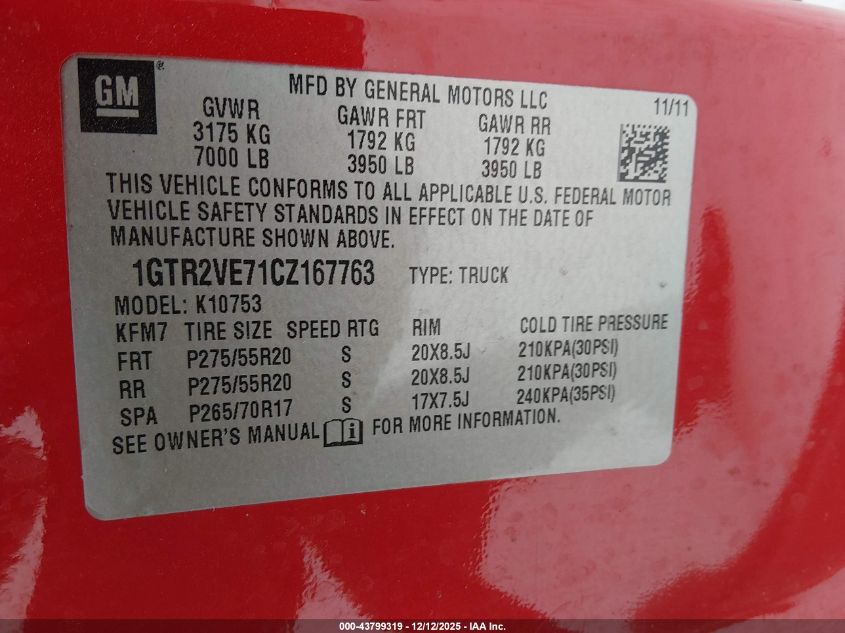 GM ®
MFD BY GENERAL MOTORS LLC
GVWR GAWR FRT GAWR RR 11/11
3175 KG 1792 KG 1792 KG
7000 LB 3950 LB 3950 LB
THIS VEHICLE CONFORMS TO ALL APPLICABLE U.S. FEDERAL MOTOR
VEHICLE SAFETY STANDARDS IN EFFECT ON THE DATE OF
MANUFACTURE SHOWN ABOVE.
1GTR2VE71CZ167763 TYPE: TRUCK
MODEL: K10753
KFM7 TIRE SIZE SPEED RTG RIM COLD TIRE PRESSURE
FRT P275/55R20 S 20X8.5J 210KPA(30PSI)
RR P275/55R20 S 20X8.5J 210KPA(30PSI)
SPA P265/70R17 S 17X7.5J 240KPA(35PSI)
SEE OWNER'S MANUAL i FOR MORE INFORMATION.
000-43799319 - 12/12/2025 - IAA Inc.